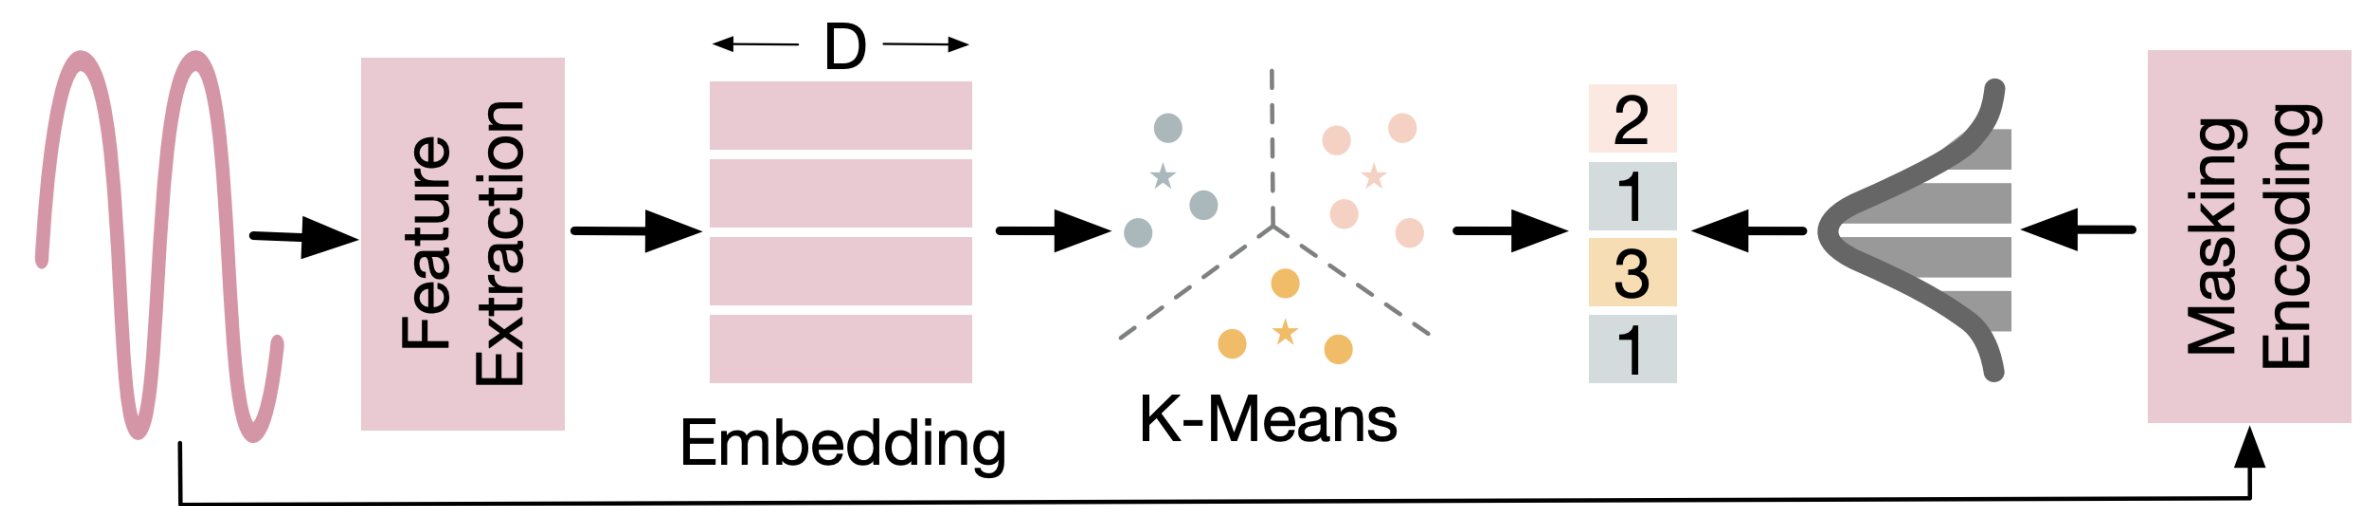 Feature
Extraction
D
Embedding
K-Means
2
1
3
1
Masking
Encoding